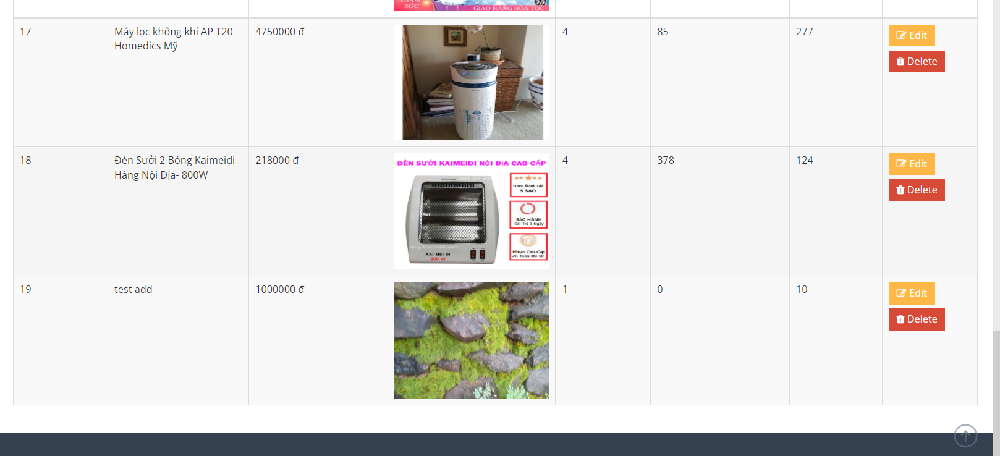 GIẢM
SỐC
GIAO HÀNG HỎA TỐC
17
Máy lọc không khí AP T20
Homedics Mỹ
4750000 đ
4
85
277
Edit
Delete
18
Đèn Sưởi 2 Bóng Kaimeidi
Hàng Nội Địa- 800W
218000 đ
ĐÈN SƯỞI KAIMEIDI NỘI ĐỊA CAO CẤP
100% Đánh Giá
5 SAO
BẢO HÀNH
Đổi Trả 3 Ngày
Nhựa Cao Cấp
An Toàn Khi SD
KAI MEI DI
800 W
4
378
124
Edit
Delete
19
test add
1000000 đ
1
0
10
Edit
Delete